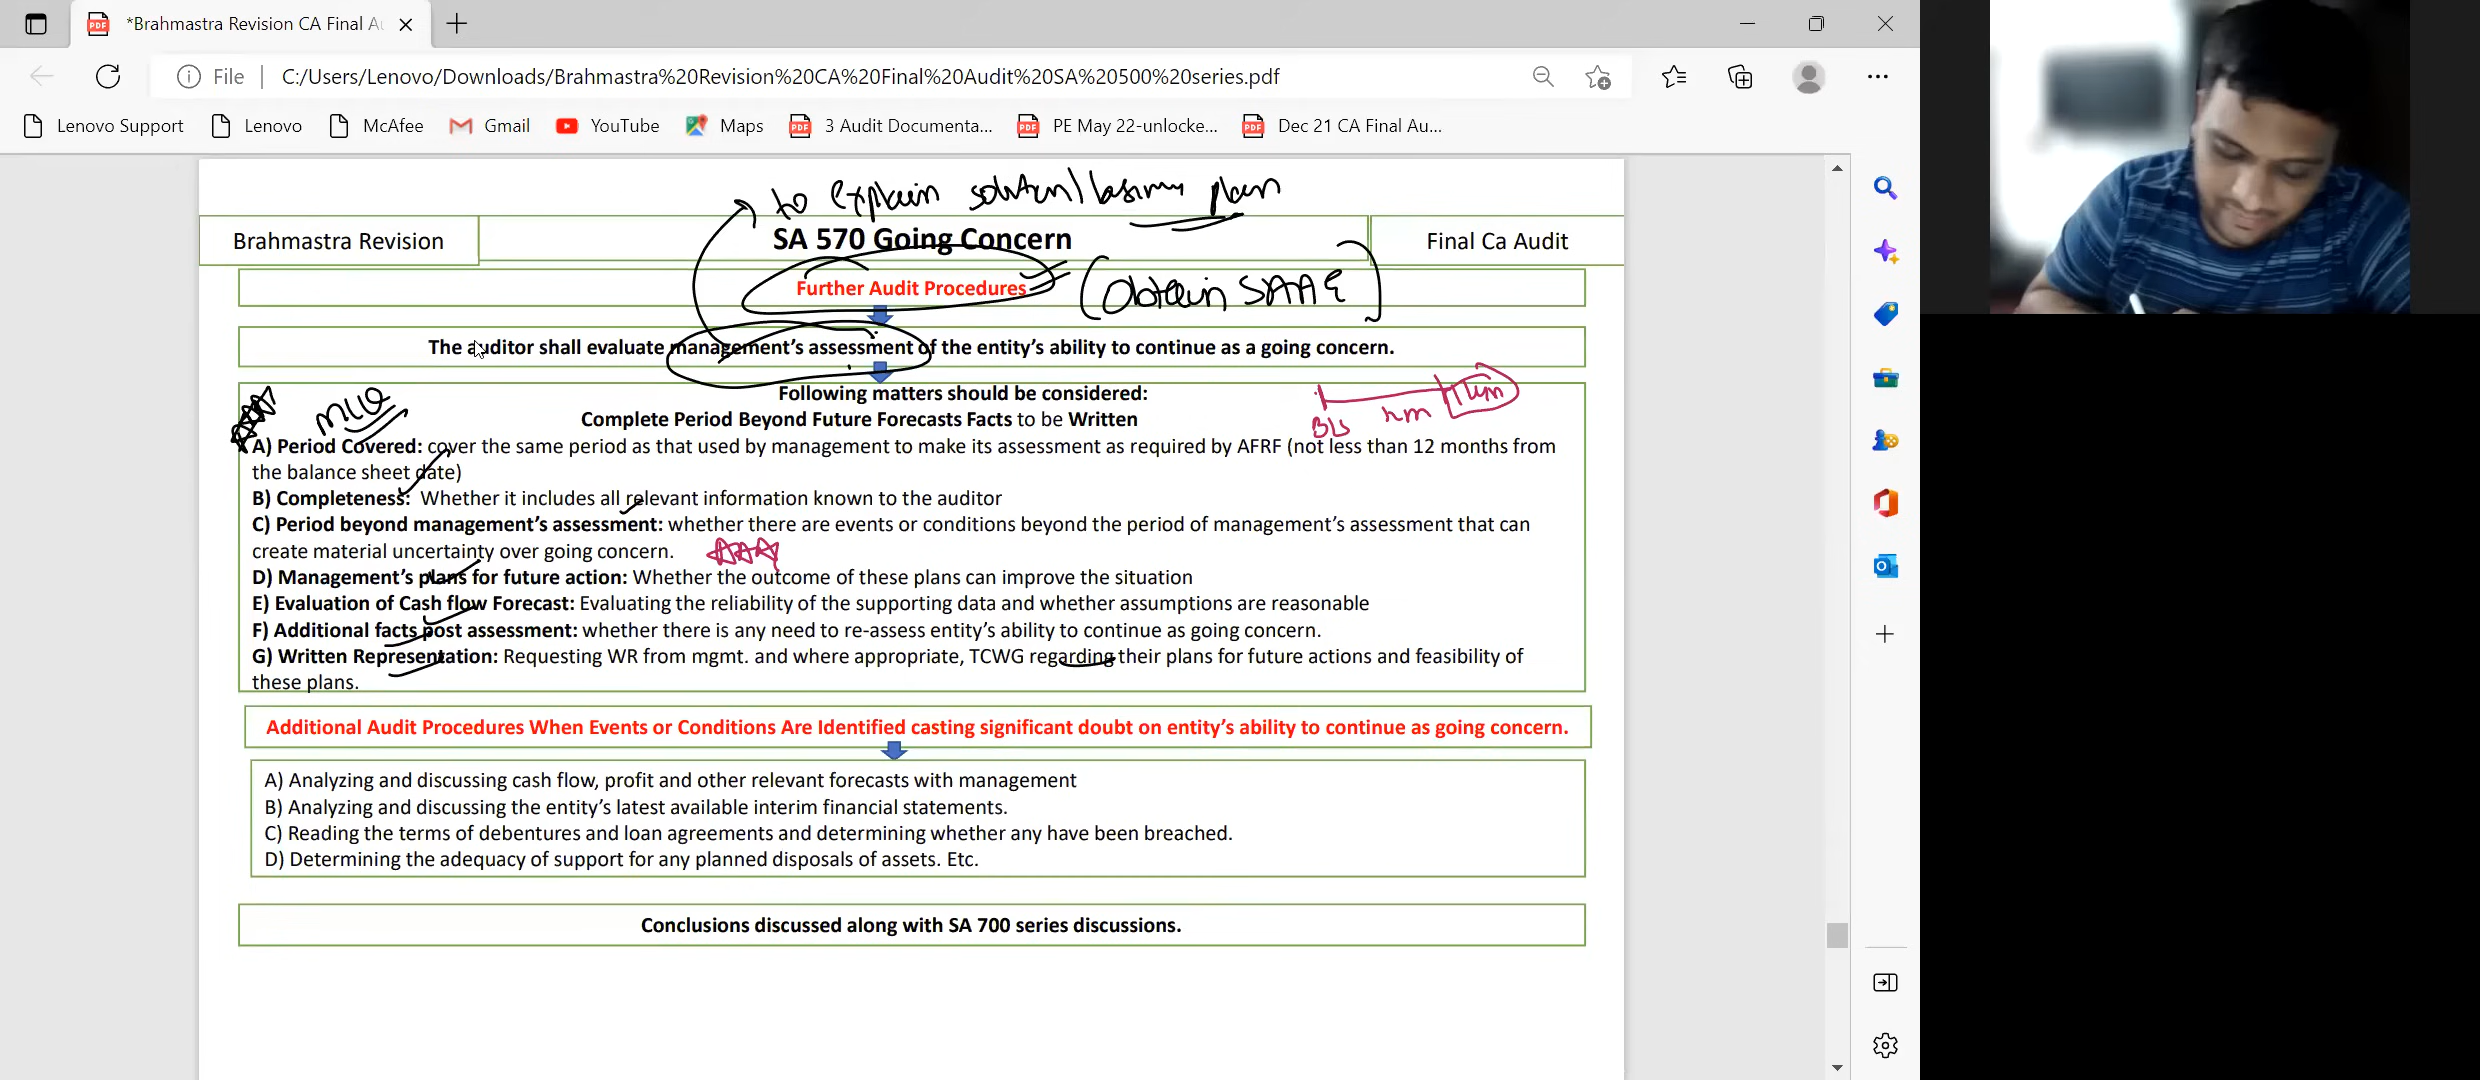 *Brahmastra Revision CA Final A
File
C:/Users/Lenovo/Downloads/Brahmastra%20Revision%20CA%20Final%20Audit%20SA%20500%20series.pdf
Lenovo Support
Lenovo
McAfee
Gmail
YouTube
Maps
3 Audit Documenta...
PE May 22-unlocke...
Dec 21 CA Final Au...
to explain solution/ plan
Brahmastra Revision
SA 570 Going Concern
Final Ca Audit
Further Audit Procedures
(Obtain SAAE
The auditor shall evaluate management's assessment of the entity's ability to continue as a going concern.
Following matters should be considered:
Complete Period Beyond Future Forecasts Facts to be Written
MCQ
B/S
A) Period Covered: cover the same period as that used by management to make its assessment as required by AFRF (not less than 12 months from
the balance sheet date)
B) Completeness: Whether it includes all relevant information known to the auditor
C) Period beyond management's assessment: whether there are events or conditions beyond the period of management's assessment that can
create material uncertainty over going concern.
D) Management's plans for future action: Whether the outcome of these plans can improve the situation
E) Evaluation of Cash flow Forecast: Evaluating the reliability of the supporting data and whether assumptions are reasonable
F) Additional facts post assessment: whether there is any need to re-assess entity's ability to continue as going concern.
G) Written Representation: Requesting WR from mgmt. and where appropriate, TCWG regarding their plans for future actions and feasibility of
these plans.
Additional Audit Procedures When Events or Conditions Are Identified casting significant doubt on entity's ability to continue as going concern.
A) Analyzing and discussing cash flow, profit and other relevant forecasts with management
B) Analyzing and discussing the entity's latest available interim financial statements.
C) Reading the terms of debentures and loan agreements and determining whether any have been breached.
D) Determining the adequacy of support for any planned disposals of assets. Etc.
Conclusions discussed along with SA 700 series discussions.